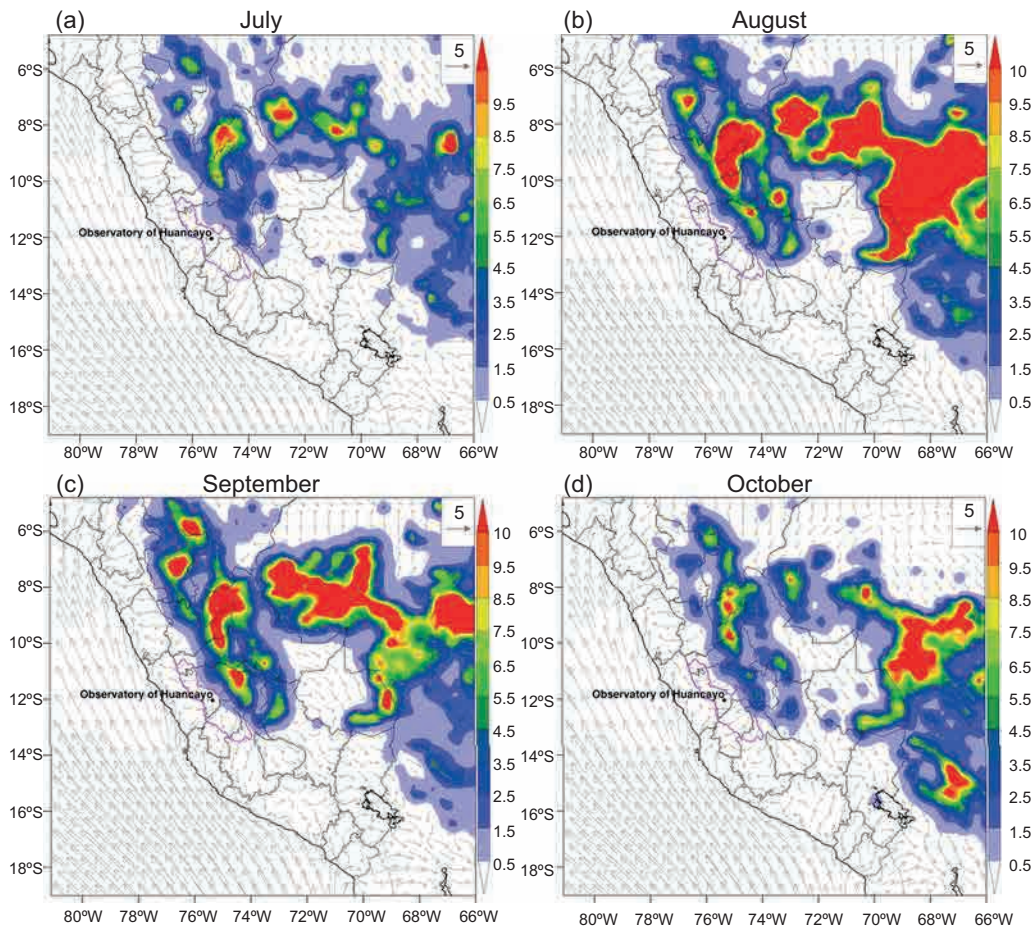 (a) July
5
6ºS
8ºS
10ºS
12ºS
14ºS
16ºS
18ºS
Observatory of Huancayo
80ºW 78ºW 76ºW 74ºW 72ºW 70ºW 68ºW 66ºW
9.5
8.5
7.5
6.5
5.5
4.5
3.5
2.5
1.5
0.5
(b) August
5
6ºS
8ºS
10ºS
12ºS
14ºS
16ºS
18ºS
Observatory of Huancayo
80ºW 78ºW 76ºW 74ºW 72ºW 70ºW 68ºW 66ºW
10
9.5
8.5
7.5
6.5
5.5
4.5
3.5
2.5
1.5
0.5
(c) September
5
6ºS
8ºS
10ºS
12ºS
14ºS
16ºS
18ºS
Observatory of Huancayo
80ºW 78ºW 76ºW 74ºW 72ºW 70ºW 68ºW 66ºW
10
9.5
8.5
7.5
6.5
5.5
4.5
3.5
2.5
1.5
0.5
(d) October
5
6ºS
8ºS
10ºS
12ºS
14ºS
16ºS
18ºS
Observatory of Huancayo
80ºW 78ºW 76ºW 74ºW 72ºW 70ºW 68ºW 66ºW
10
9.5
8.5
7.5
6.5
5.5
4.5
3.5
2.5
1.5
0.5